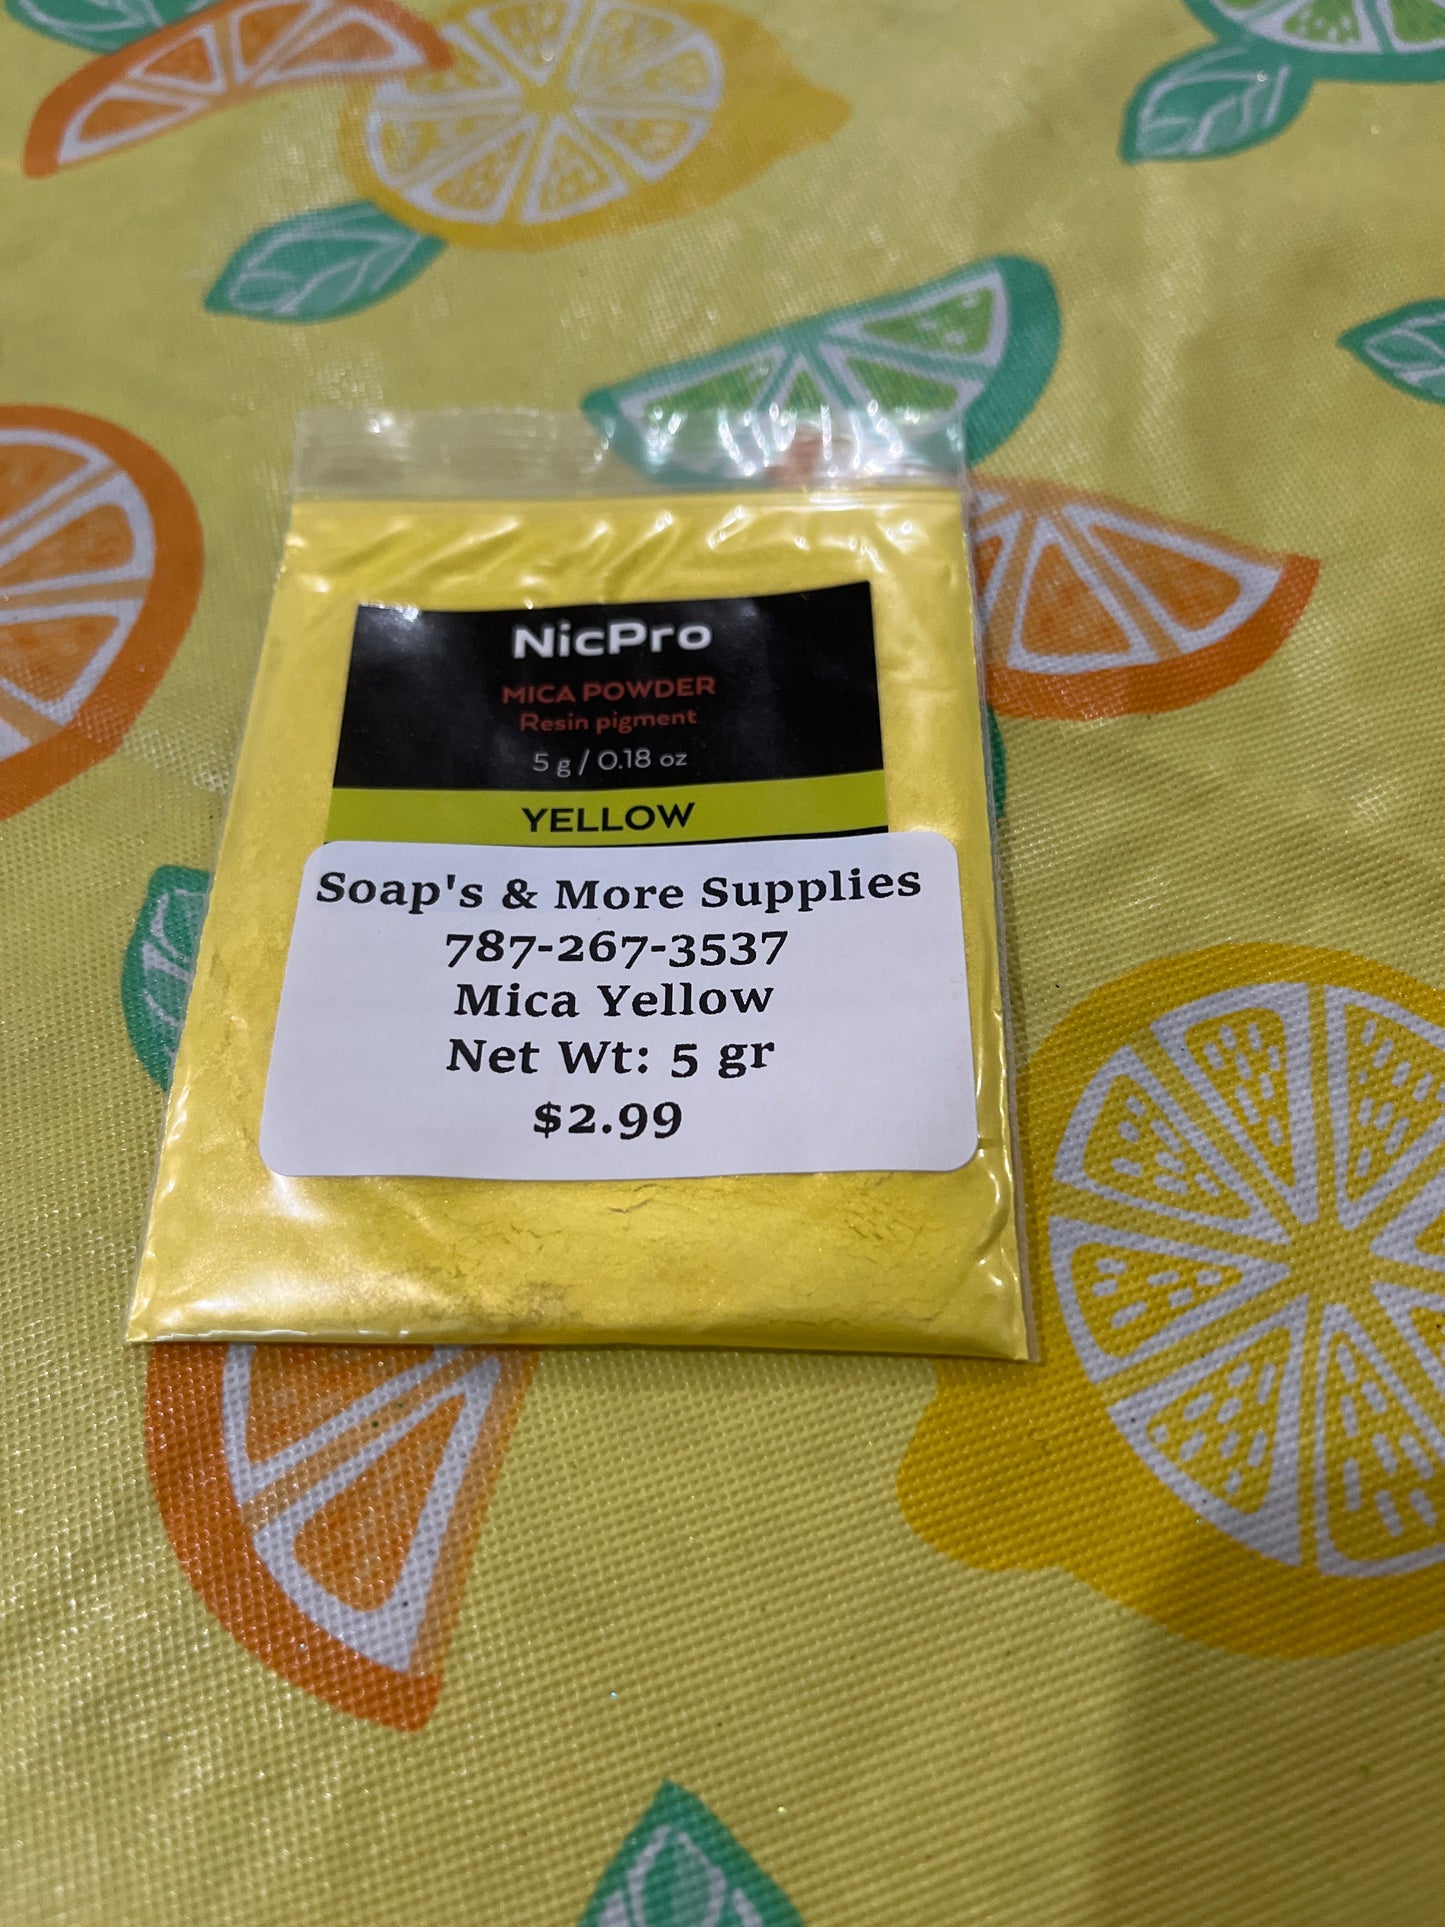 NicPro
MICA POWDER
Resin pigment
5 g / 0.18 oz
YELLOW
Soap's & More Supplies
787-267-3537
Mica Yellow
Net Wt: 5 gr
$2.99